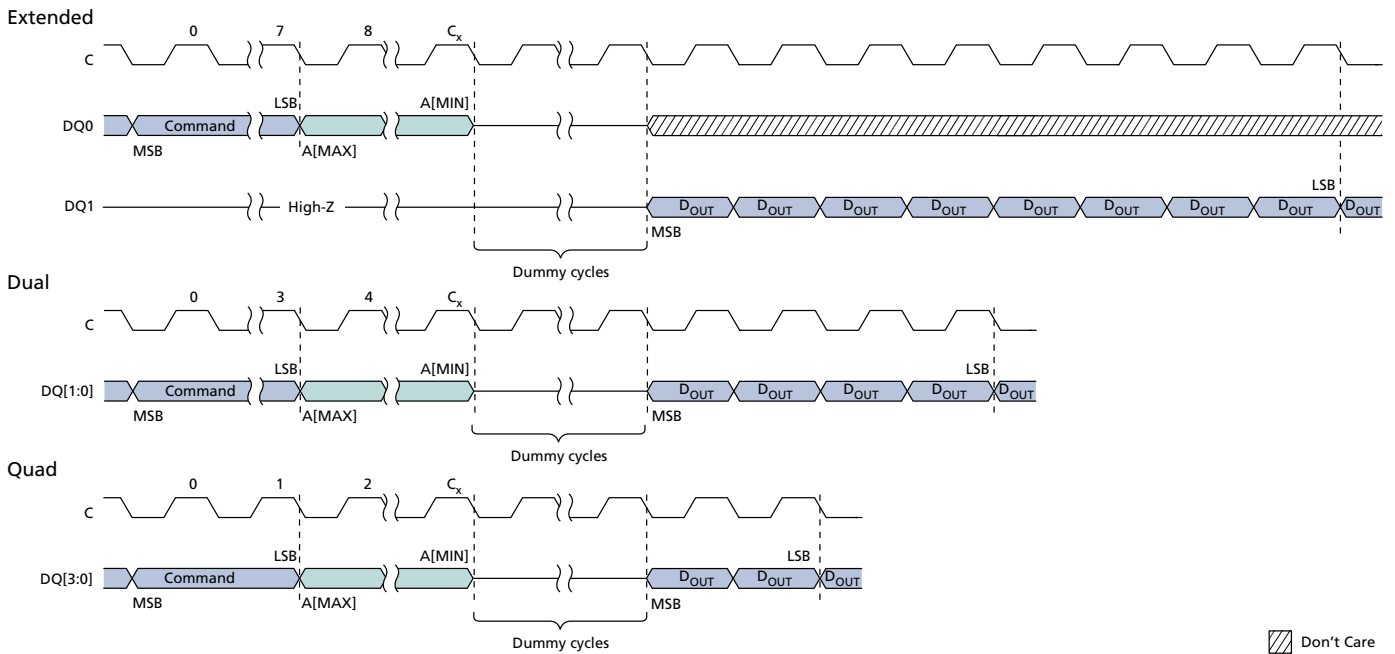 Extended
0 7 8 Cx
C
LSB A[MIN]
DQ0 Command
MSB A[MAX]
LSB
DQ1 High-Z DOUT DOUT DOUT DOUT DOUT DOUT DOUT DOUT DOUT
MSB
Dummy cycles
Dual
0 3 4 Cx
C
LSB A[MIN] LSB
DQ[1:0] Command DOUT DOUT DOUT DOUT DOUT
MSB A[MAX] MSB
Dummy cycles
Quad
0 1 2 Cx
C
LSB A[MIN] LSB
DQ[3:0] Command DOUT DOUT DOUT
MSB A[MAX] MSB
Dummy cycles
Don't Care